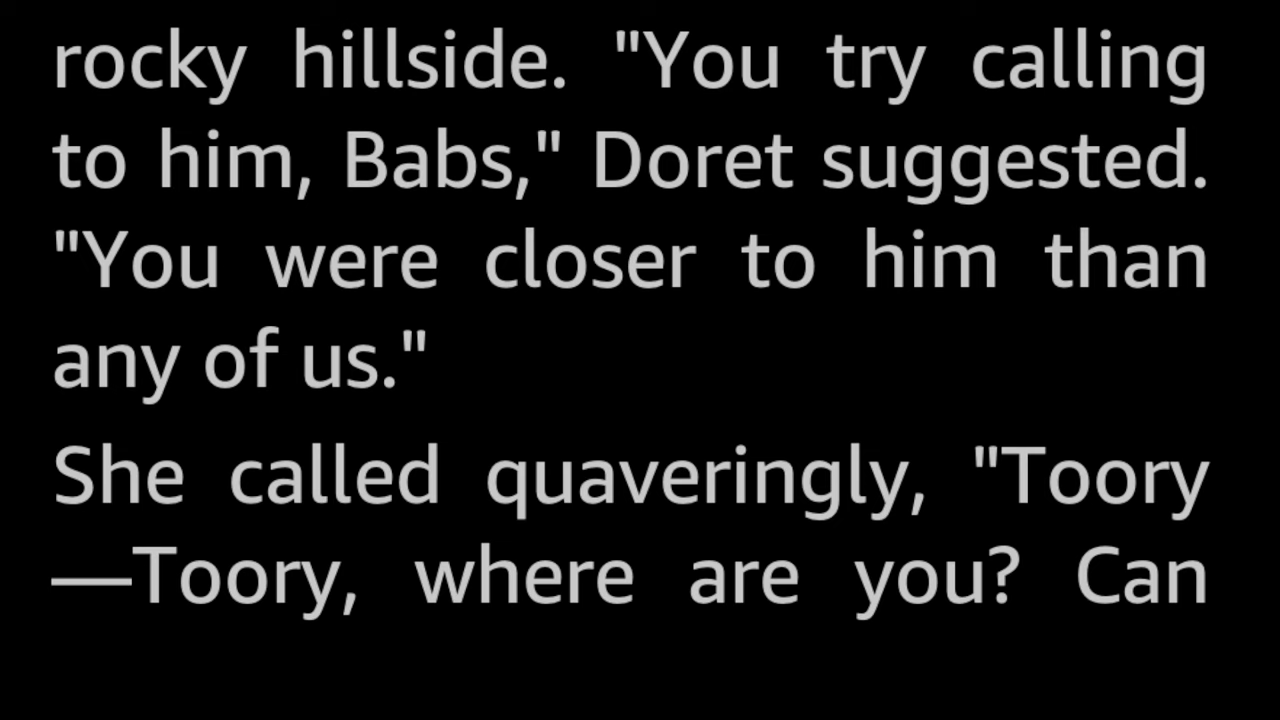 rocky hillside. "You try calling
to him, Babs," Doret suggested.
"You were closer to him than
any of us."
She called quaveringly, "Toory
—Toory, where are you? Can